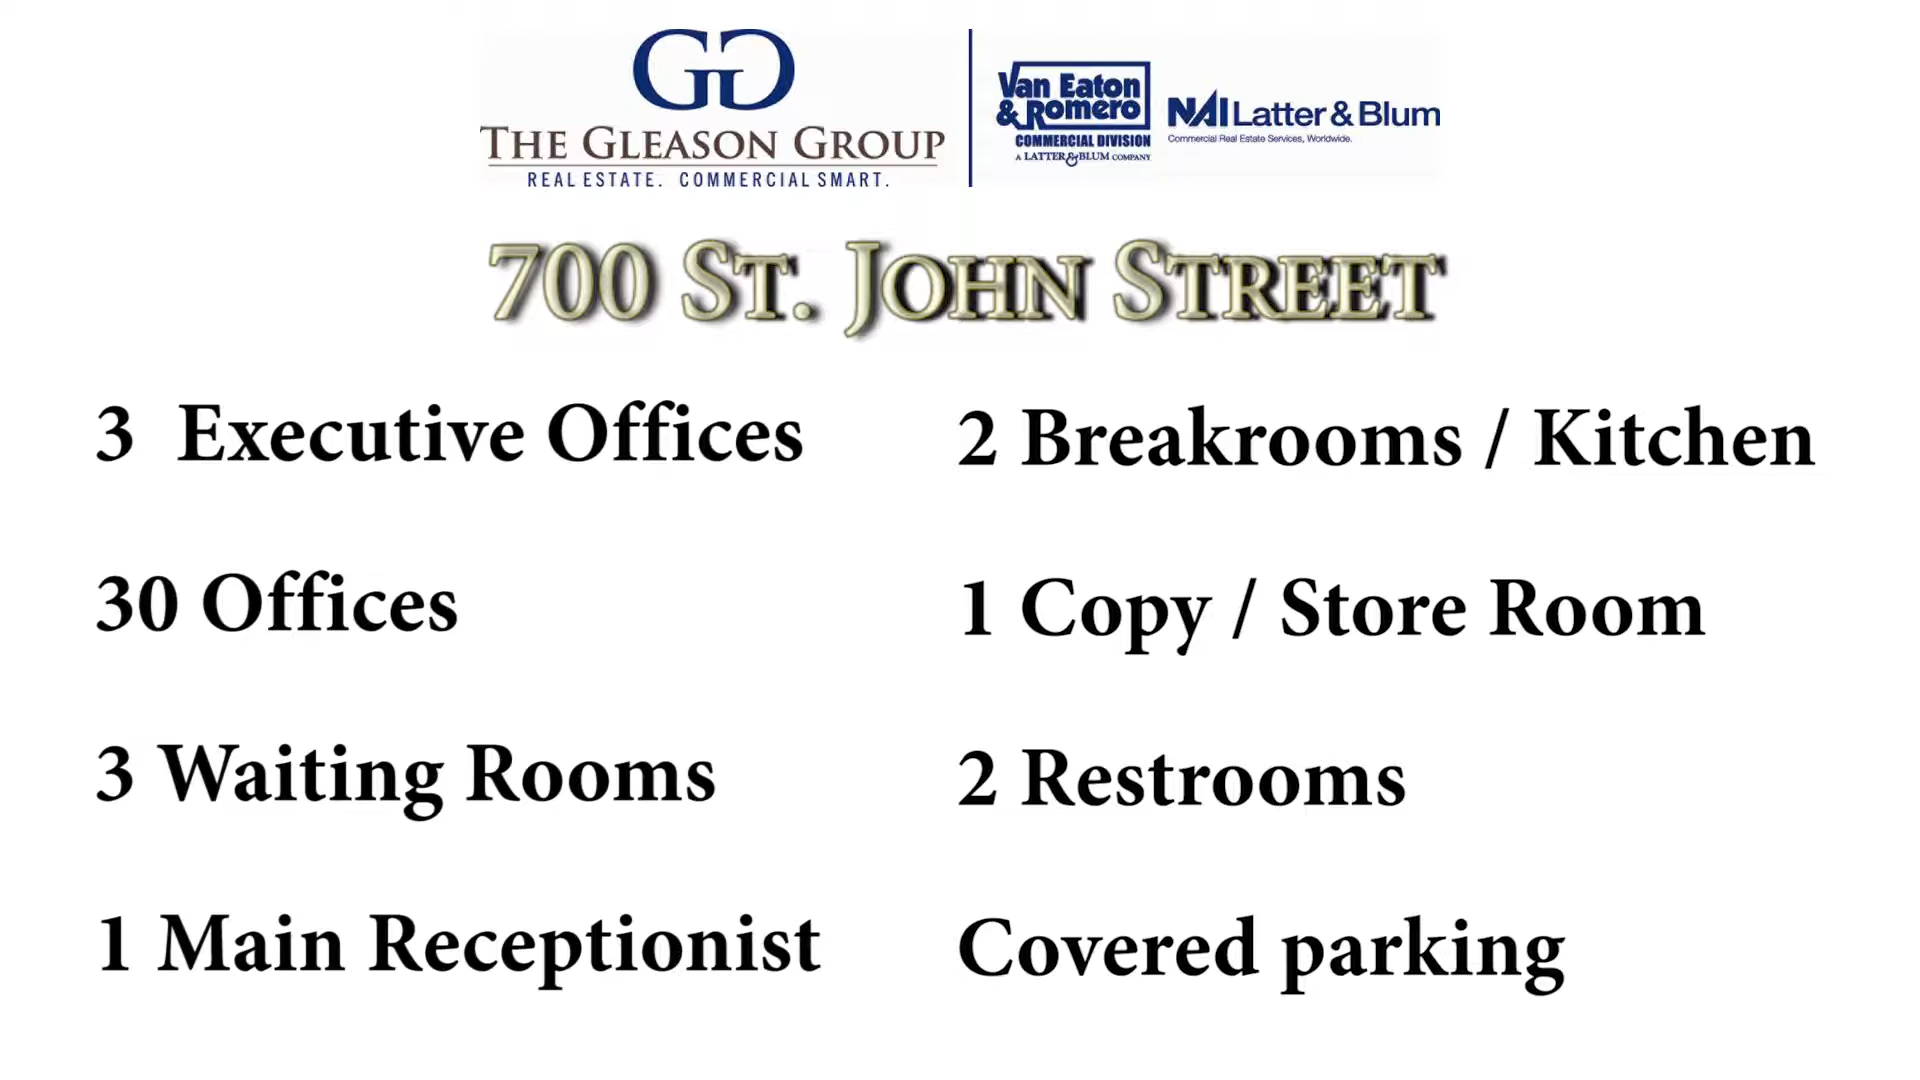 GG
THE GLEASON GROUP
REAL ESTATE. COMMERCIAL SMART.
Van Eaton
& Romero
COMMERCIAL DIVISION
A LATTER & BLUM COMPANY
NAI Latter & Blum
Commercial Real Estate Services, Worldwide.
700 ST. JOHN STREET
3 Executive Offices
30 Offices
3 Waiting Rooms
1 Main Receptionist
2 Breakrooms / Kitchen
1 Copy / Store Room
2 Restrooms
Covered parking